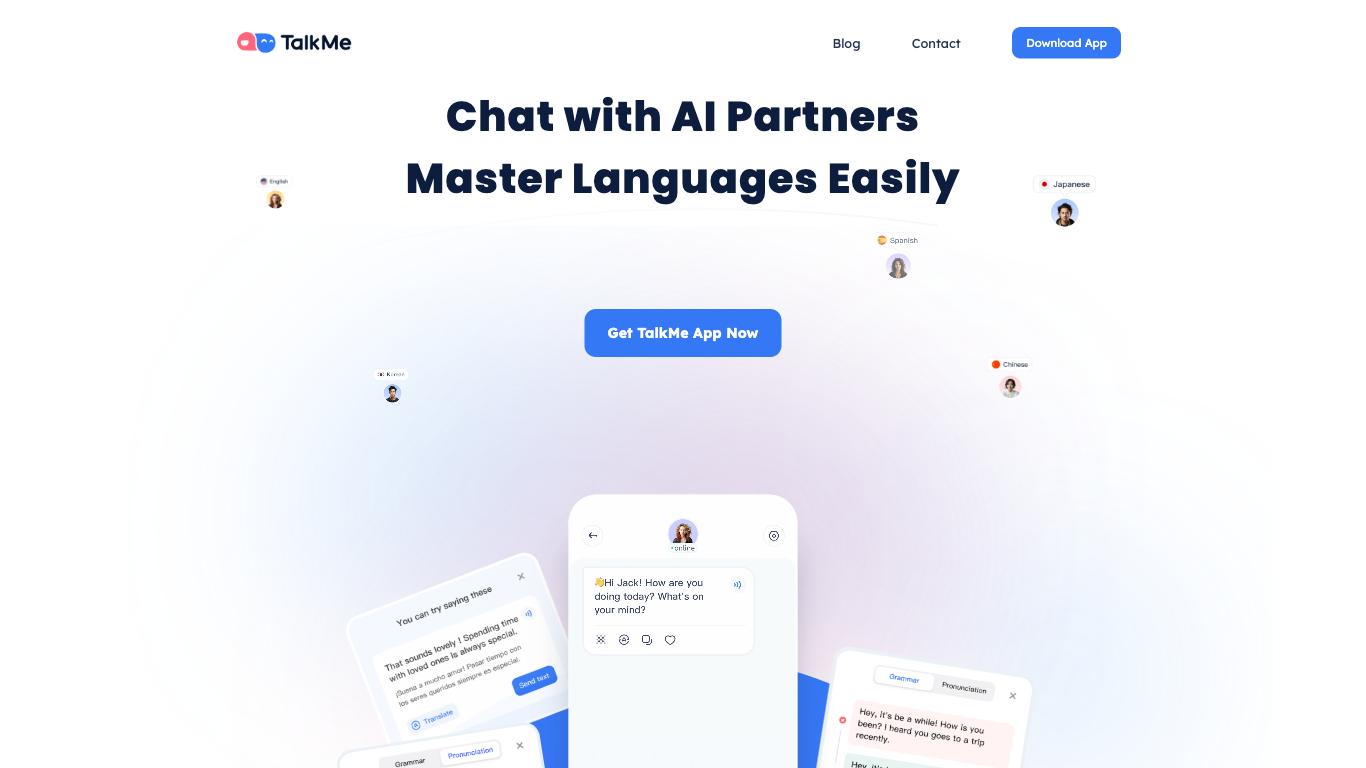 TalkMe
Blog
Contact
Download App
Chat with AI Partners
Master Languages Easily
English
Japanese
Spanish
Get TalkMe App Now
Korean
Chinese
online
👋Hi Jack! How are you
doing today? What's on
your mind?
You can try saying these
That sounds lovely ! Spending time
with loved ones is always special.
¡Suena a mucho amor! Pasar tiempo con
los seres queridos siempre es especial.
Send text
Translate
Grammar
Pronunciation
Grammar
Pronunciation
Hey, it's be a while! How is you
been? I heard you goes to a trip
recently.